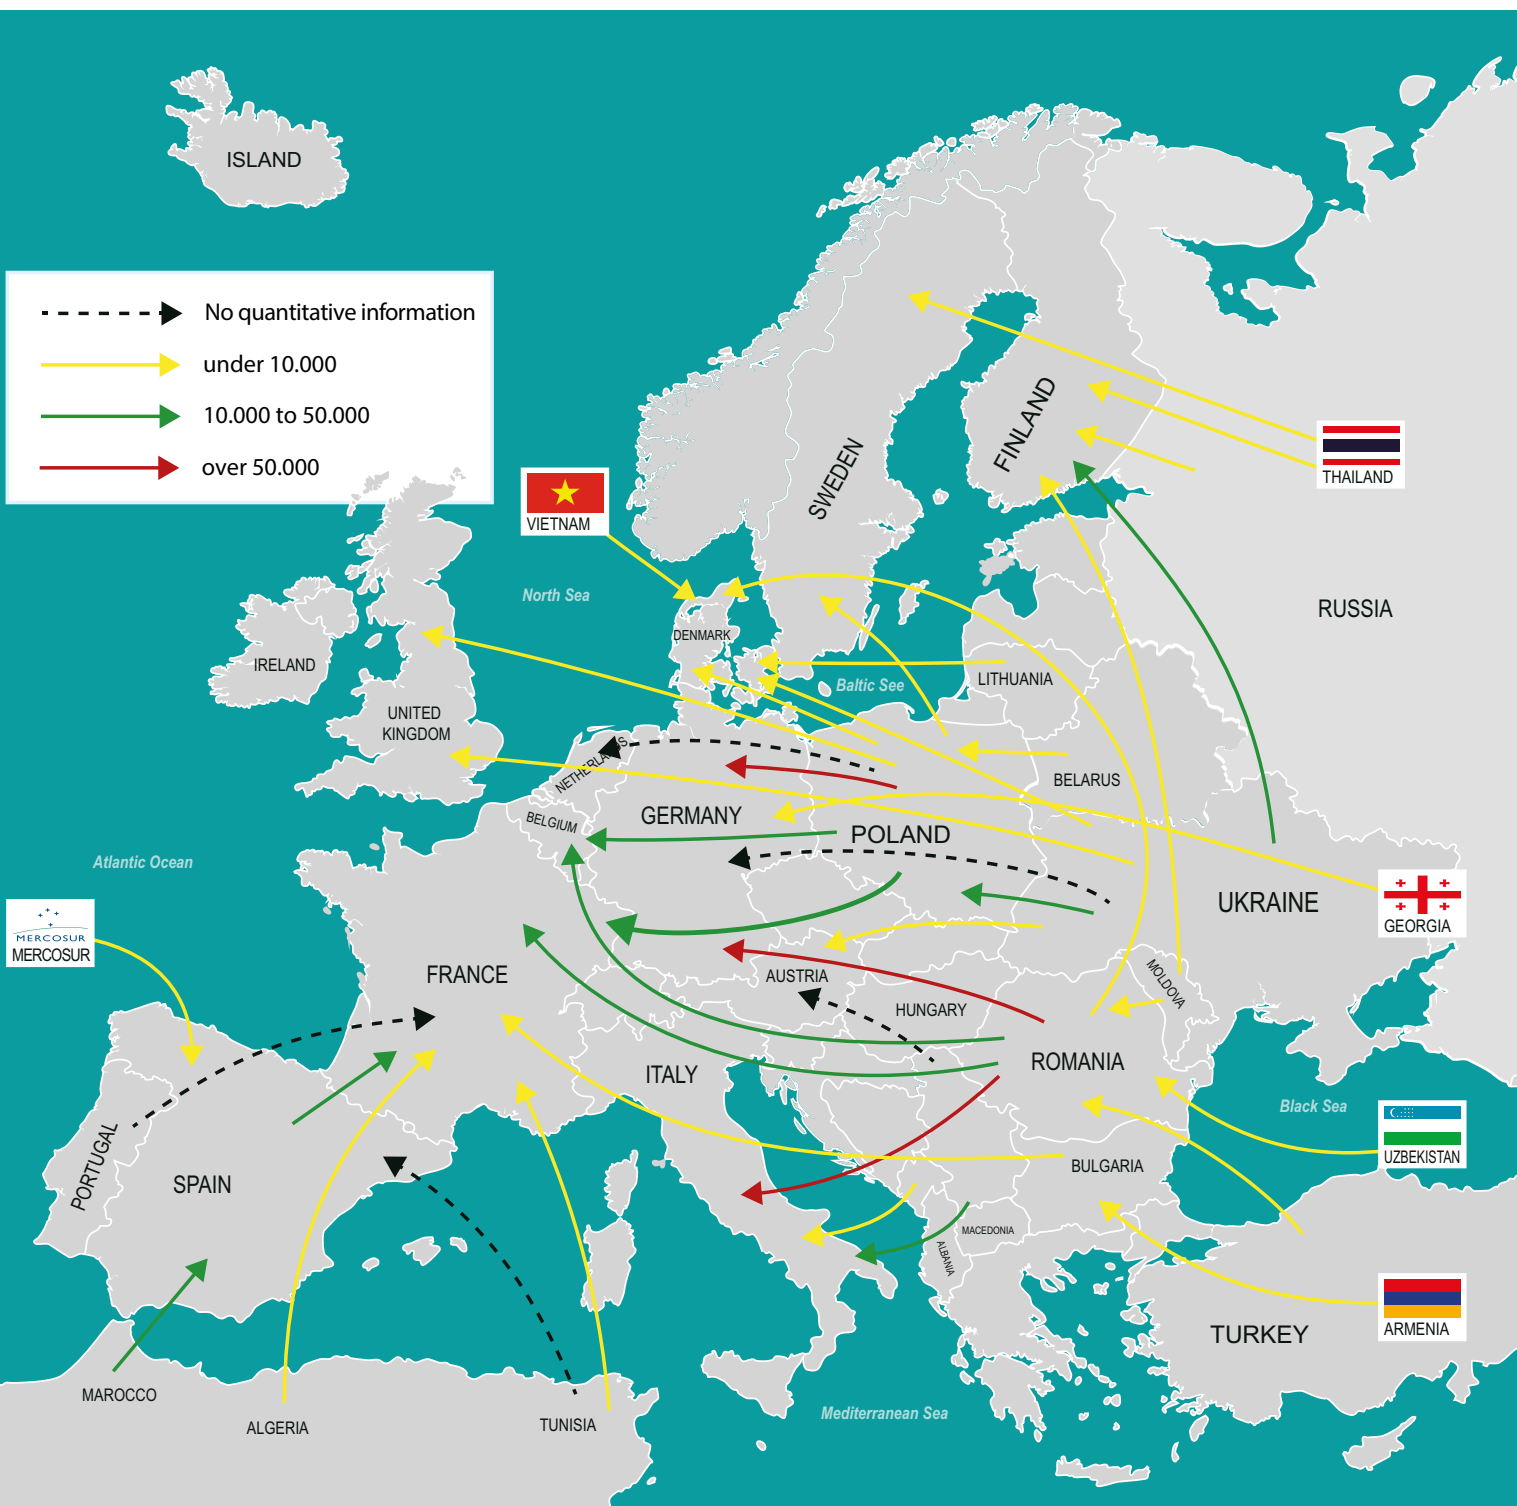 ISLAND
No quantitative information
under 10.000
10.000 to 50.000
over 50.000
FINLAND
THAILAND
SWEDEN
VIETNAM
North Sea
RUSSIA
DENMARK
IRELAND
LITHUANIA
Baltic See
UNITED
KINGDOM
NETHERLANDS
BELARUS
GERMANY
BELGIUM
POLAND
Atlantic Ocean
UKRAINE
GEORGIA
MERCOSUR
MERCOSUR
FRANCE
AUSTRIA
MOLDOVA
HUNGARY
ROMANIA
ITALY
Black Sea
PORTUGAL
UZBEKISTAN
BULGARIA
SPAIN
MACEDONIA
ALBANIA
TURKEY
ARMENIA
MAROCCO
ALGERIA
TUNISIA
Mediterranean Sea